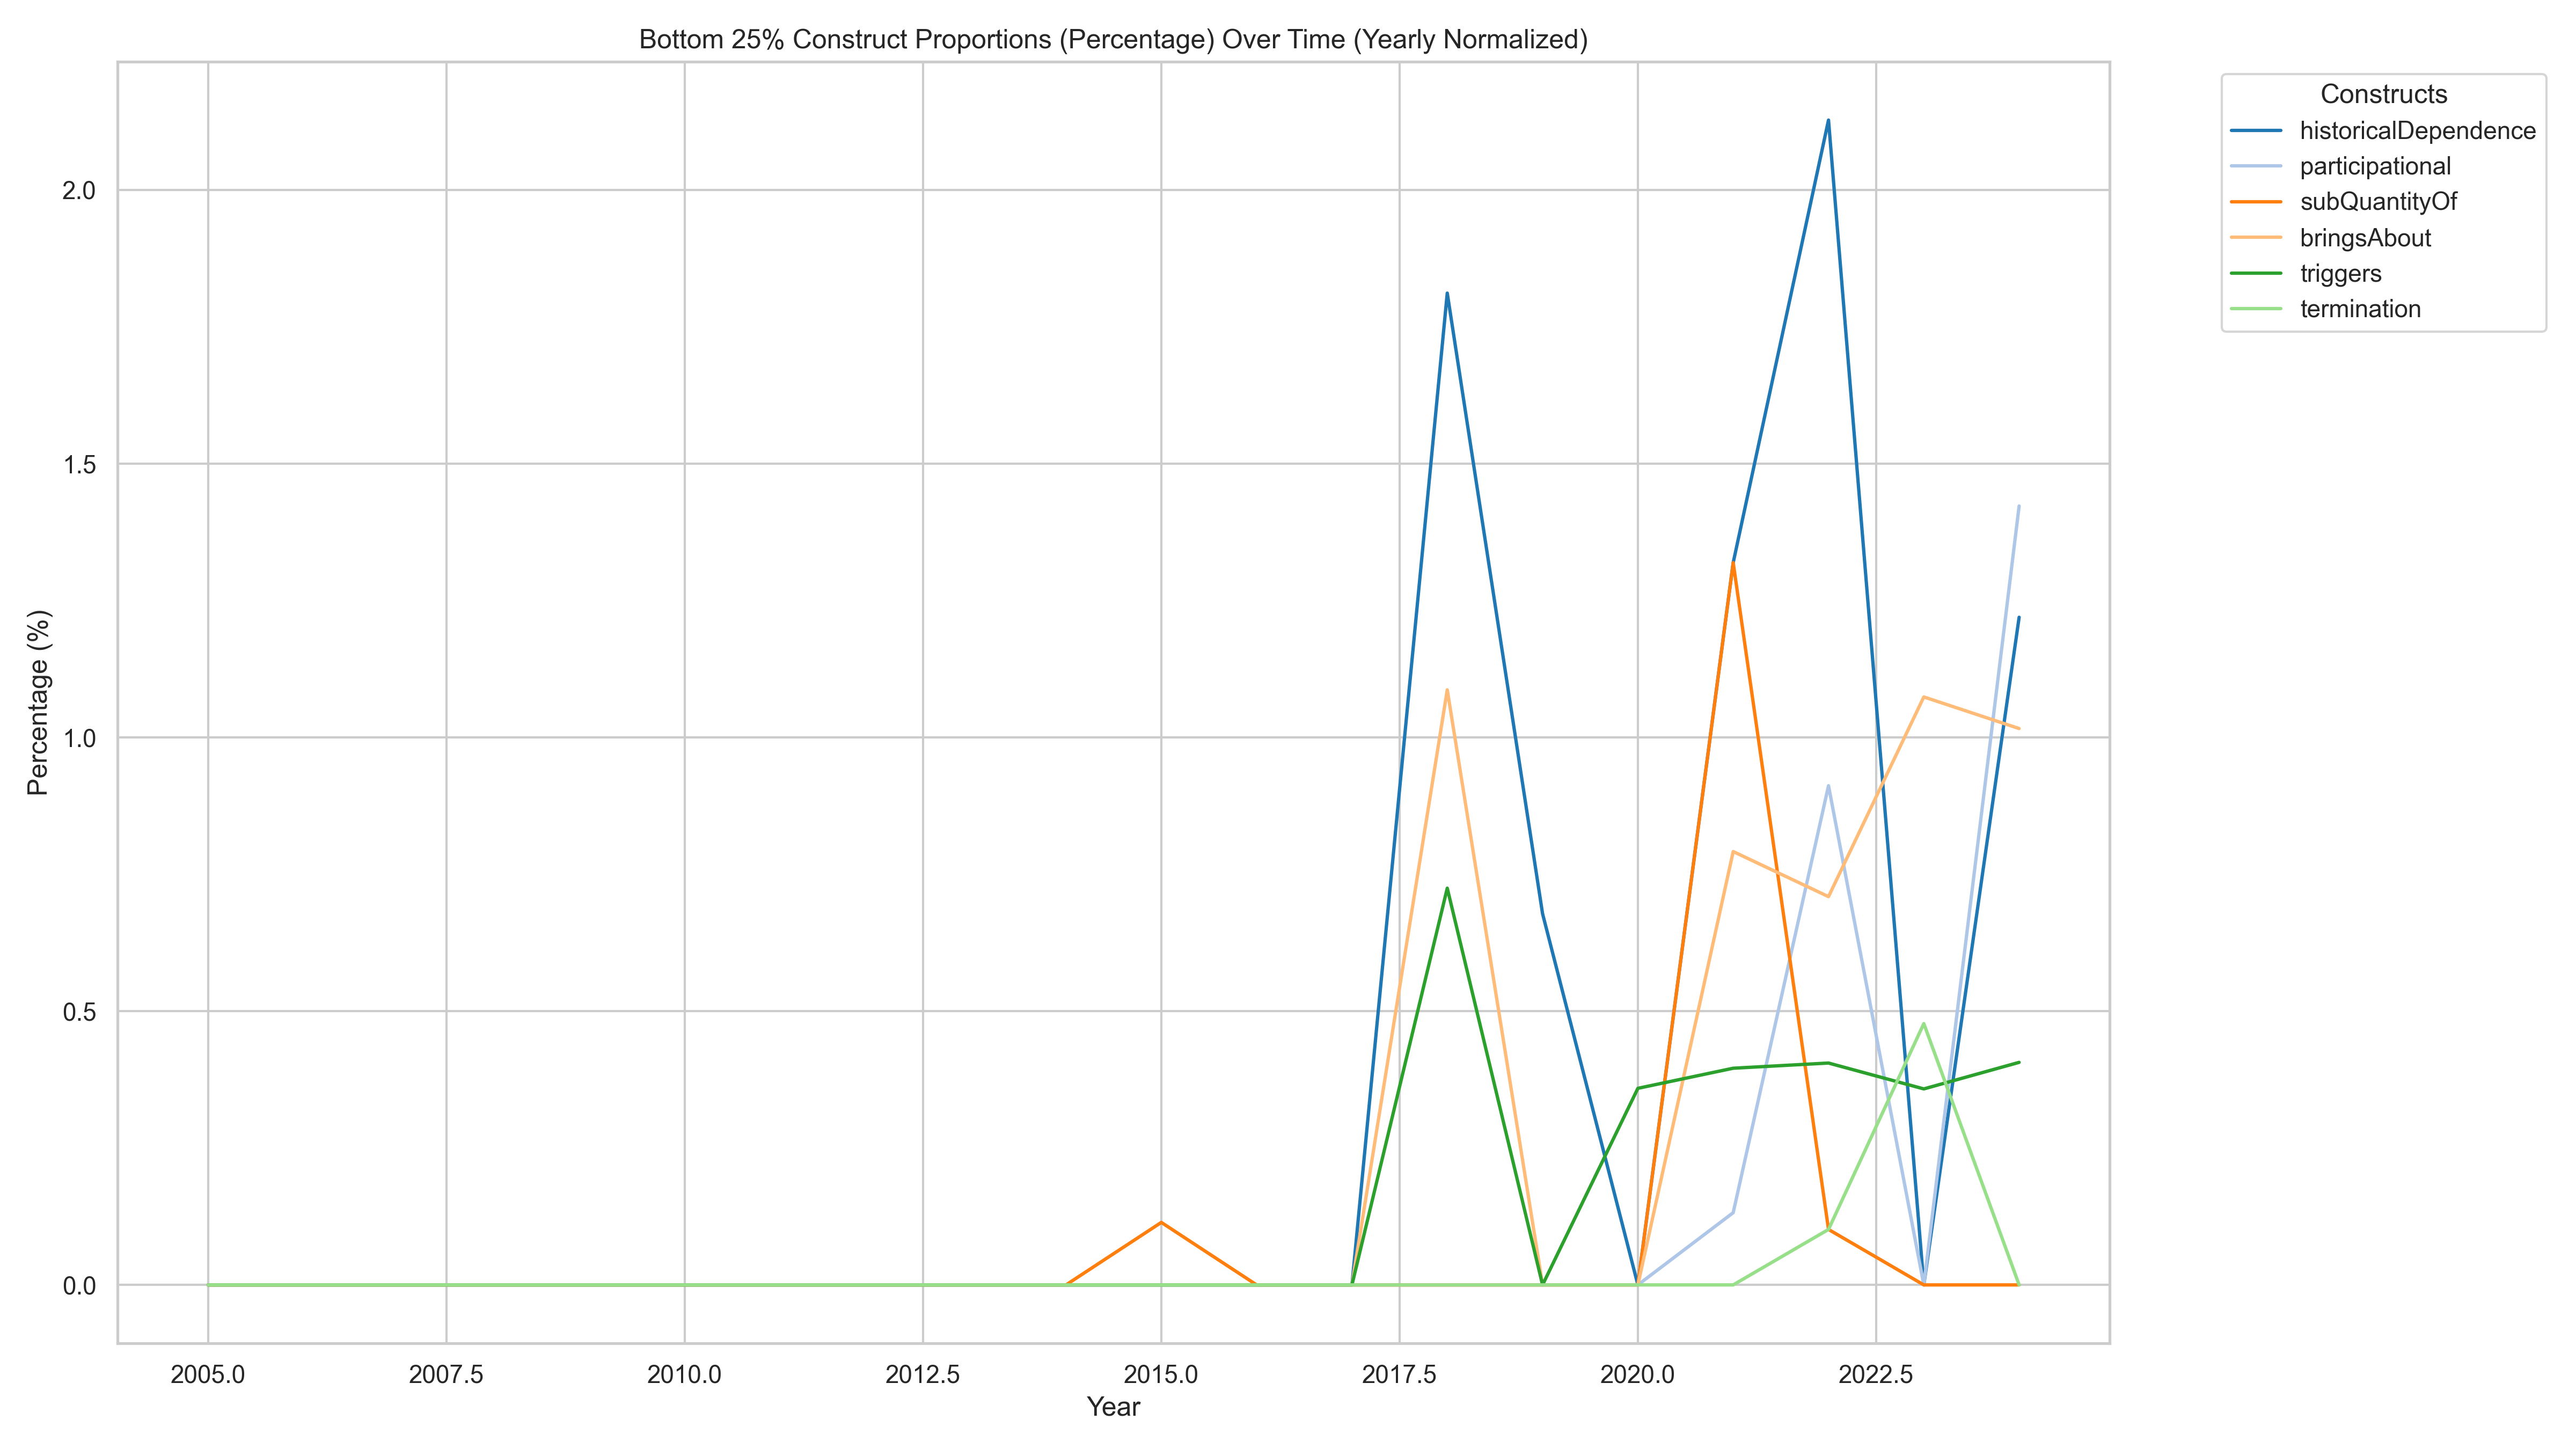 Bottom 25% Construct Proportions (Percentage) Over Time (Yearly Normalized)
Constructs
historicalDependence
participational
subQuantityOf
bringsAbout
triggers
termination
Percentage (%)
2.0
1.5
1.0
0.5
0.0
2005.0 2007.5 2010.0 2012.5 2015.0 2017.5 2020.0 2022.5
Year